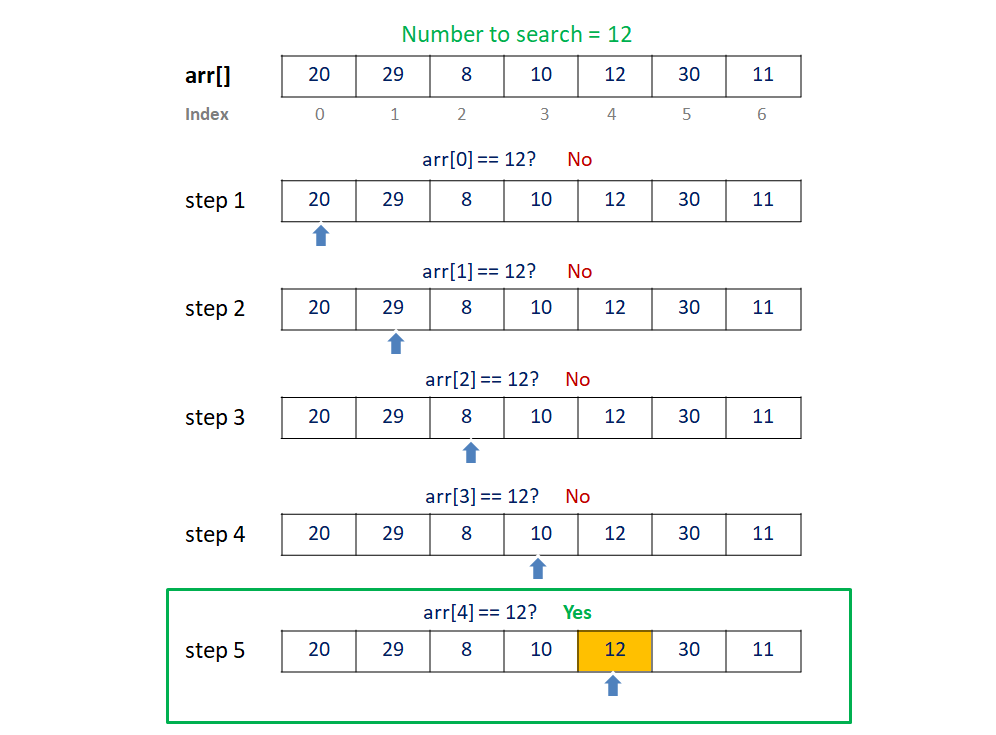 Number to search = 12
arr[] 20 29 8 10 12 30 11
Index 0 1 2 3 4 5 6
arr[0] == 12? No
step 1 20 29 8 10 12 30 11
arr[1] == 12? No
step 2 20 29 8 10 12 30 11
arr[2] == 12? No
step 3 20 29 8 10 12 30 11
arr[3] == 12? No
step 4 20 29 8 10 12 30 11
arr[4] == 12? Yes
step 5 20 29 8 10 12 30 11